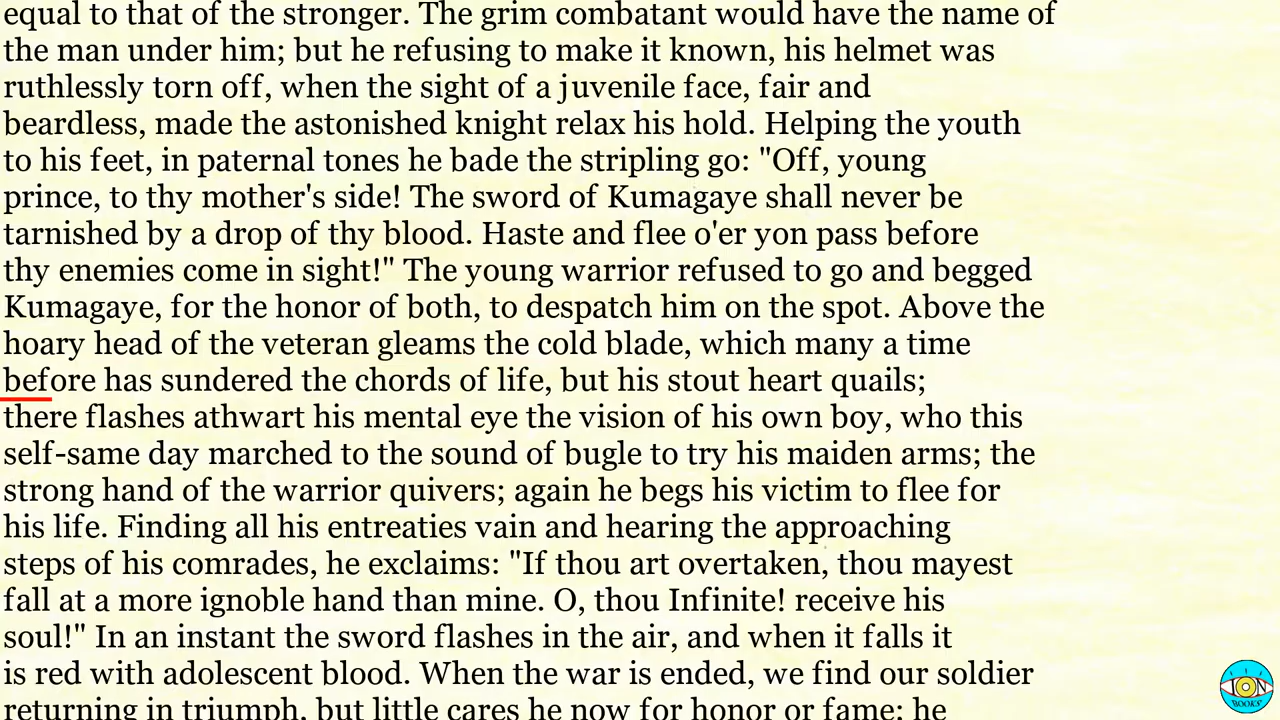 equal to that of the stronger. The grim combatant would have the name of
the man under him; but he refusing to make it known, his helmet was
ruthlessly torn off, when the sight of a juvenile face, fair and
beardless, made the astonished knight relax his hold. Helping the youth
to his feet, in paternal tones he bade the stripling go: "Off, young
prince, to thy mother's side! The sword of Kumagaye shall never be
tarnished by a drop of thy blood. Haste and flee o'er yon pass before
thy enemies come in sight!" The young warrior refused to go and begged
Kumagaye, for the honor of both, to despatch him on the spot. Above the
hoary head of the veteran gleams the cold blade, which many a time
before has sundered the chords of life, but his stout heart quails;
there flashes athwart his mental eye the vision of his own boy, who this
self-same day marched to the sound of bugle to try his maiden arms; the
strong hand of the warrior quivers; again he begs his victim to flee for
his life. Finding all his entreaties vain and hearing the approaching
steps of his comrades, he exclaims: "If thou art overtaken, thou mayest
fall at a more ignoble hand than mine. O, thou Infinite! receive his
soul!" In an instant the sword flashes in the air, and when it falls it
is red with adolescent blood. When the war is ended, we find our soldier
returning in triumph, but little cares he now for honor or fame; he
ION
BOOKS